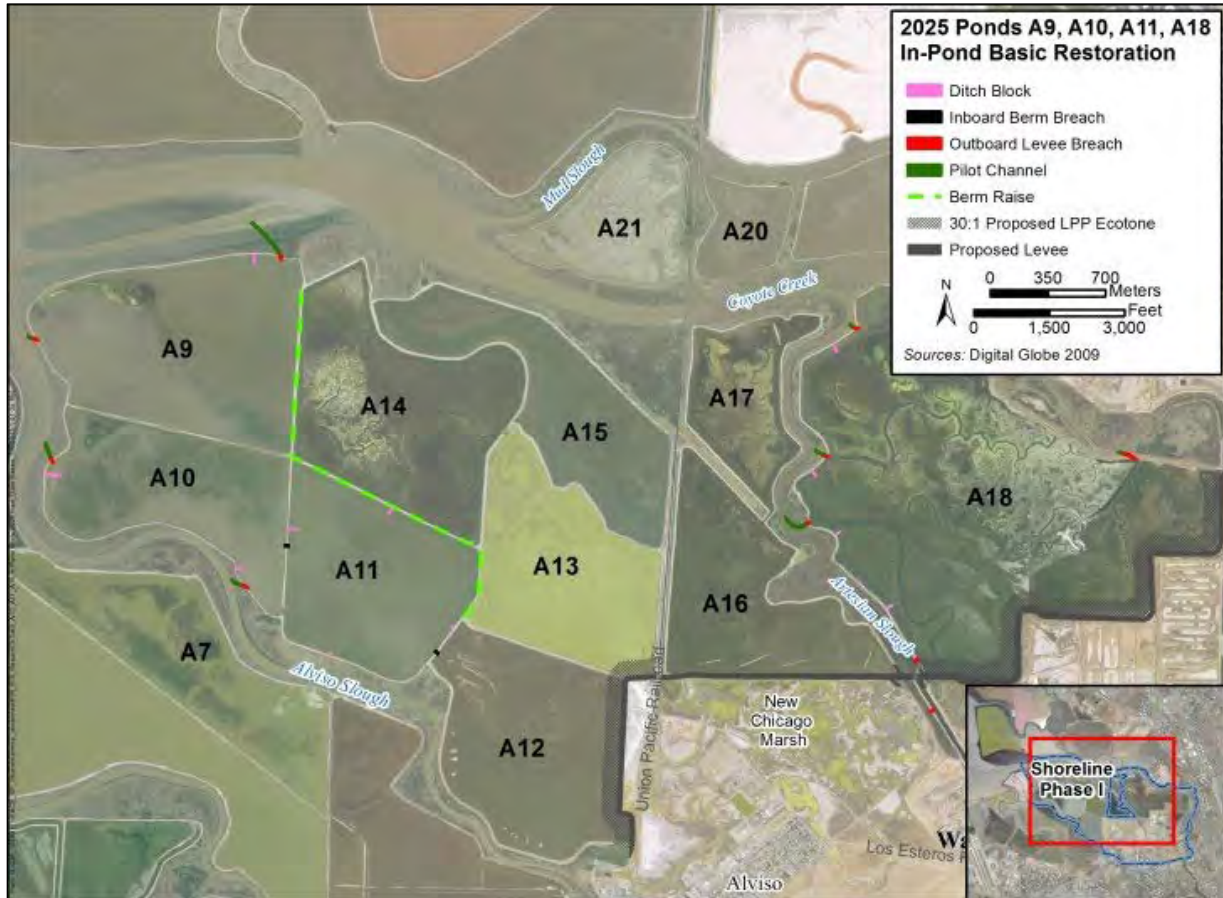 2025 Ponds A9, A10, A11, A18
In-Pond Basic Restoration
Ditch Block
Inboard Berm Breach
Outboard Levee Breach
Pilot Channel
Berm Raise
30:1 Proposed LPP Ecotone
Proposed Levee
N
0 350 700
Meters
Feet
0 1,500 3,000
Sources: Digital Globe 2009
Mud Slough
A21
A20
Coyote Creek
A9
A14
A17
A15
A10
A18
A11
A13
A16
Artesian Slough
A7
Alviso Slough
A12
New
Chicago
Marsh
Union Pacific Railroad
Los Esteros
Alviso
Shoreline
Phase I